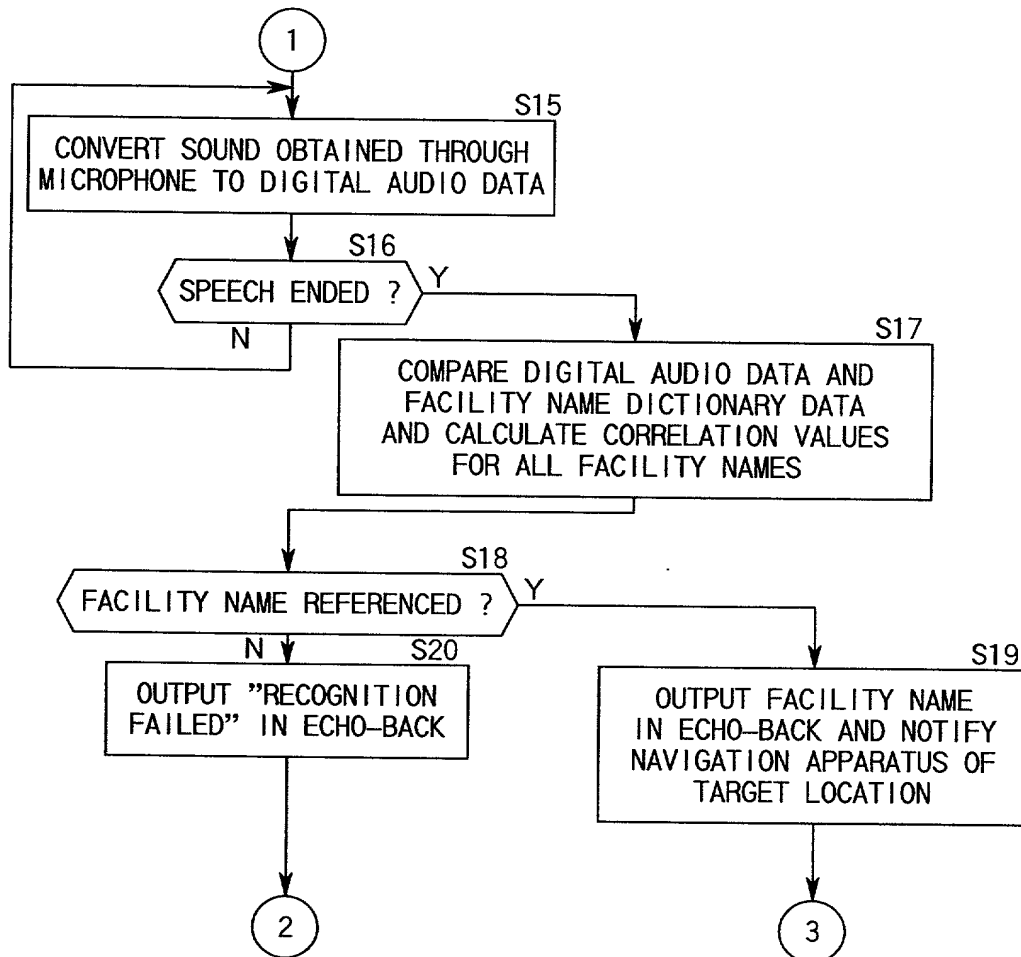 1
S15
CONVERT SOUND OBTAINED THROUGH
MICROPHONE TO DIGITAL AUDIO DATA
S16
SPEECH ENDED ?
Y
N
S17
COMPARE DIGITAL AUDIO DATA AND
FACILITY NAME DICTIONARY DATA
AND CALCULATE CORRELATION VALUES
FOR ALL FACILITY NAMES
S18
FACILITY NAME REFERENCED ?
Y
N
S20
OUTPUT ”RECOGNITION
FAILED” IN ECHO–BACK
S19
OUTPUT FACILITY NAME
IN ECHO–BACK AND NOTIFY
NAVIGATION APPARATUS OF
TARGET LOCATION
2
3